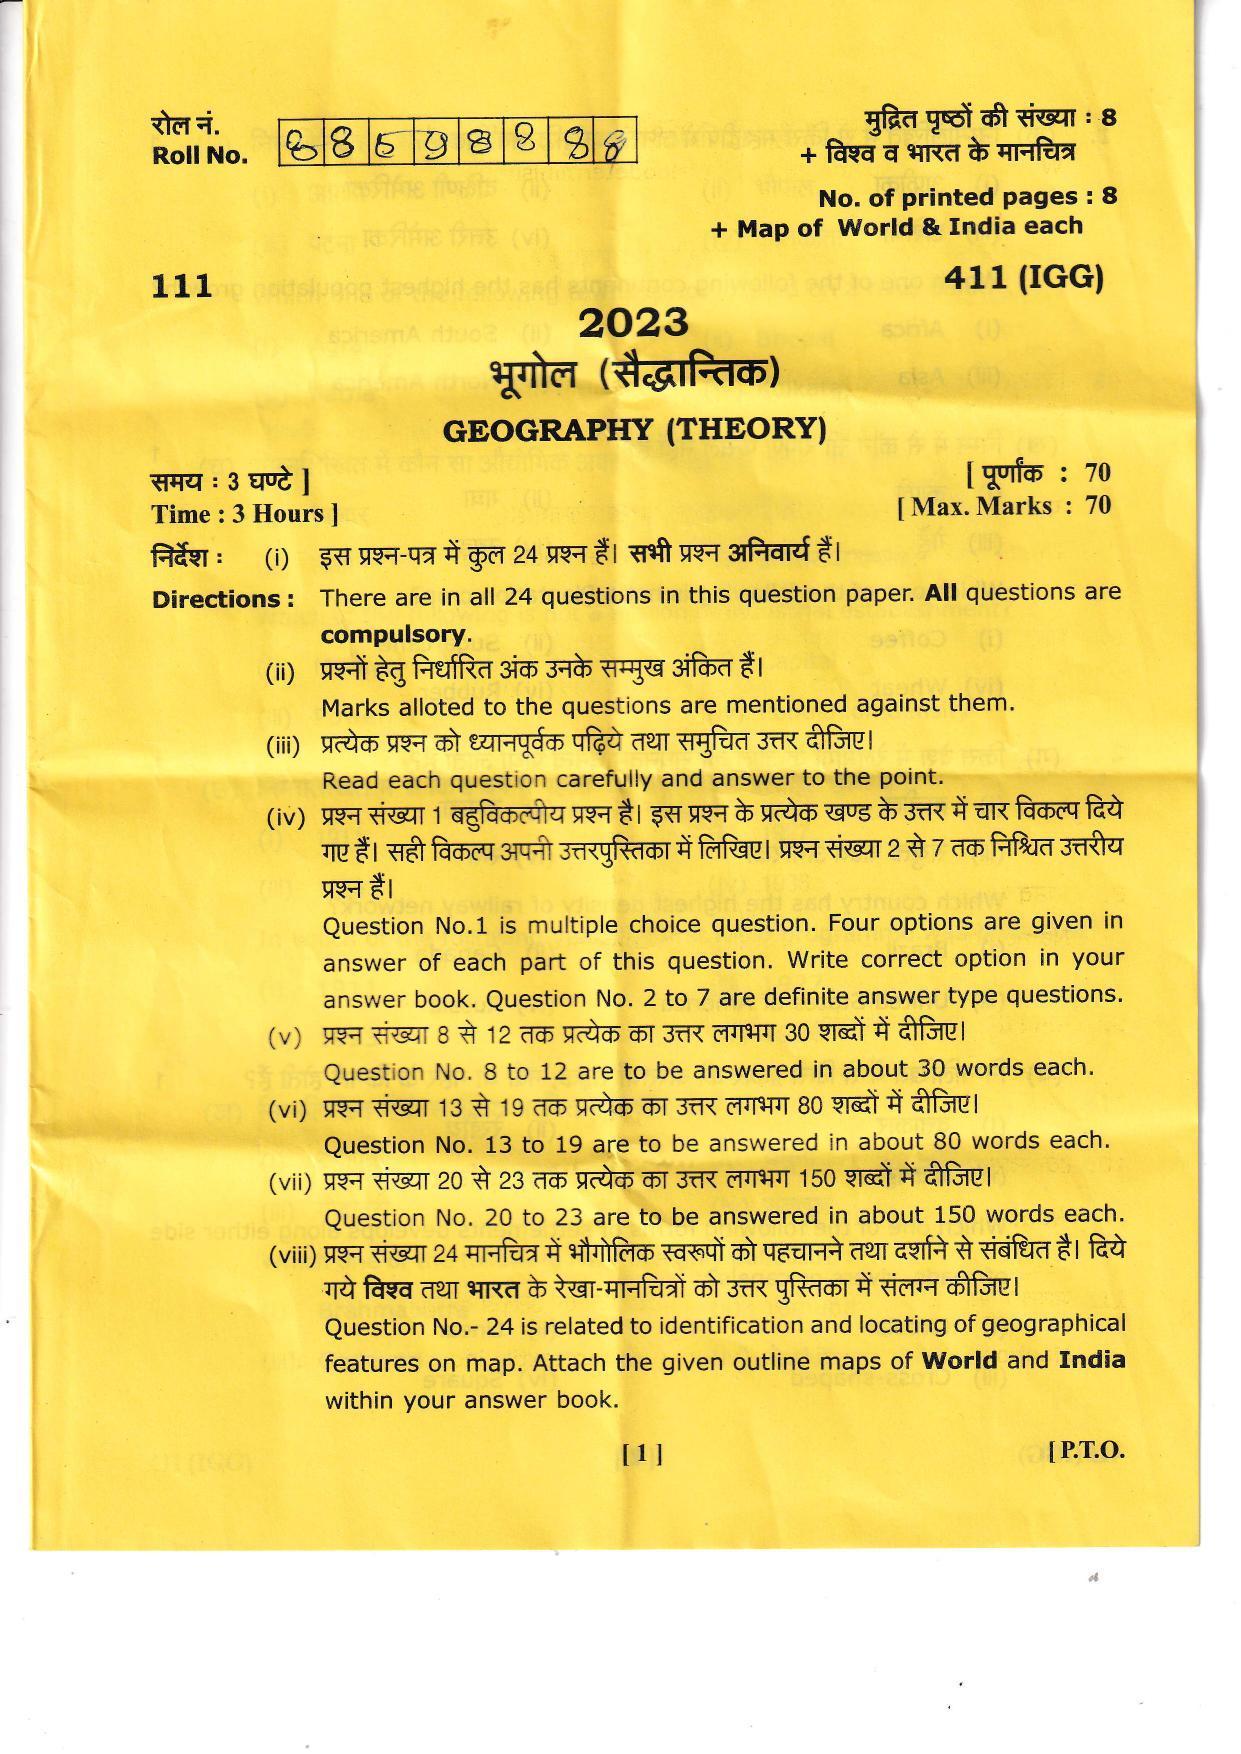 रोल नं.
Roll No.
मुद्रित पृष्ठों की संख्या : 8
+ विश्व व भारत के मानचित्र
No. of printed pages : 8
+ Map of World & India each
111
411 (IGG)
2023
भूगोल (सैद्धान्तिक)
GEOGRAPHY (THEORY)
समय : 3 घण्टे ]
[ पूर्णांक : 70
Time : 3 Hours ]
[ Max. Marks : 70
निर्देश : (i) इस प्रश्न-पत्र में कुल 24 प्रश्न हैं। सभी प्रश्न अनिवार्य हैं।
Directions : There are in all 24 questions in this question paper. All questions are
compulsory.
(ii) प्रश्नों हेतु निर्धारित अंक उनके सम्मुख अंकित हैं।
Marks alloted to the questions are mentioned against them.
(iii) प्रत्येक प्रश्न को ध्यानपूर्वक पढ़िये तथा समुचित उत्तर दीजिए।
Read each question carefully and answer to the point.
(iv) प्रश्न संख्या 1 बहुविकल्पीय प्रश्न है। इस प्रश्न के प्रत्येक खण्ड के उत्तर में चार विकल्प दिये
गए हैं। सही विकल्प अपनी उत्तरपुस्तिका में लिखिए। प्रश्न संख्या 2 से 7 तक निश्चित उत्तरीय
प्रश्न हैं।
Question No.1 is multiple choice question. Four options are given in
answer of each part of this question. Write correct option in your
answer book. Question No. 2 to 7 are definite answer type questions.
(v) प्रश्न संख्या 8 से 12 तक प्रत्येक का उत्तर लगभग 30 शब्दों में दीजिए।
Question No. 8 to 12 are to be answered in about 30 words each.
(vi) प्रश्न संख्या 13 से 19 तक प्रत्येक का उत्तर लगभग 80 शब्दों में दीजिए।
Question No. 13 to 19 are to be answered in about 80 words each.
(vii) प्रश्न संख्या 20 से 23 तक प्रत्येक का उत्तर लगभग 150 शब्दों में दीजिए।
Question No. 20 to 23 are to be answered in about 150 words each.
(viii) प्रश्न संख्या 24 मानचित्र में भौगोलिक स्वरूपों को पहचानने तथा दर्शाने से संबंधित है। दिये
गये विश्व तथा भारत के रेखा-मानचित्रों को उत्तर पुस्तिका में संलग्न कीजिए।
Question No.- 24 is related to identification and locating of geographical
features on map. Attach the given outline maps of World and India
within your answer book.
[ 1 ]
[ P.T.O.